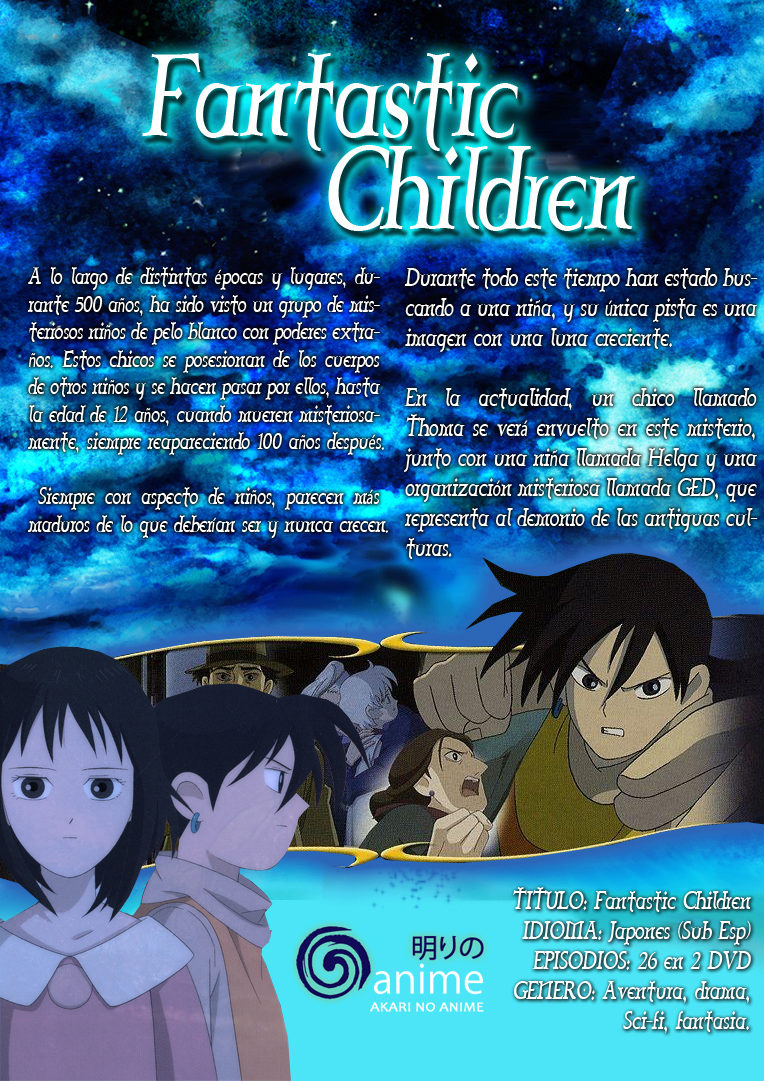 Fantastic
Children
A lo largo de distintas épocas y lugares, du-
rante 500 años, ha sido visto un grupo de mis-
teriosos niños de pelo blanco con poderes extra-
ños. Estos chicos se posesionan de los cuerpos
de otros niños y se hacen pasar por ellos, hasta
la edad de 12 años, cuando mueren misteriosa-
mente, siempre reapareciendo 100 años después.
Siempre con aspecto de niños, parecen más
maduros de lo que deberían ser y nunca crecen.
Durante todo este tiempo han estado bus-
cando a una niña, y su única pista es una
imagen con una luna creciente.
En la actualidad, un chico llamado
Thoma se verá envuelto en este misterio,
junto con una niña llamada Helga y una
organización misteriosa llamada GED, que
representa al demonio de las antiguas cul-
turas.
TITULO: Fantastic Children
IDIOMA: Japones (Sub Esp)
EPISODIOS: 26 en 2 DVD
GENERO: Aventura, drama,
Sci-fi, fantasia.
明りの
anime
AKARI NO ANIME